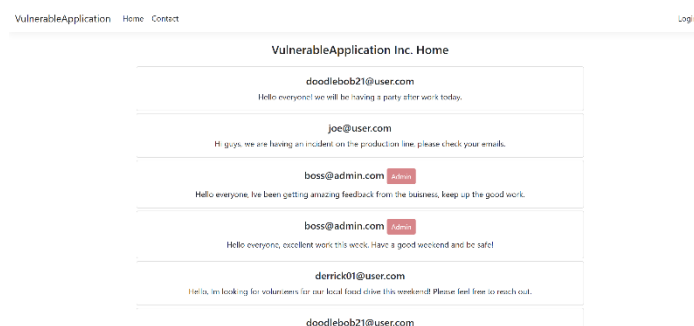 VulnerableApplication Home Contact Login
VulnerableApplication Inc. Home
doodlebob21@user.com
Hello everyone! we will be having a party after work today.
joe@user.com
Hi guys, we are having an incident on the production line, please check your emails.
boss@admin.com Admin
Hello everyone, Ive been getting amazing feedback from the buisness, keep up the good work.
boss@admin.com Admin
Hello everyone, excellent work this week. Have a good weekend and be safe!
derrick01@user.com
Hello, Im looking for volunteers for our local food drive this weekend! Please feel free to reach out.
doodlebob21@user.com